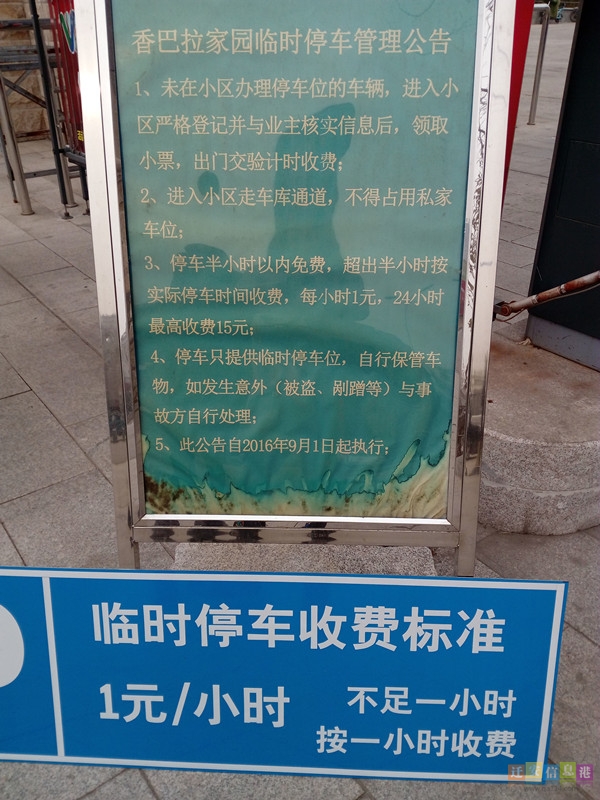 香巴拉家园临时停车管理公告
1、未在小区办理停车位的车辆，进入小
区严格登记并与业主核实信息后，领取
小票，出门交验计时收费；
2、进入小区走车库通道，不得占用私家
车位；
3、停车半小时以内免费，超出半小时按
实际停车时间收费，每小时1元，24小时
最高收费15元；
4、停车只提供临时停车位，自行保管车
物，如发生意外（被盗、剐蹭等）与事
故方自行处理；
5、此公告自2016年9月1日起执行；
临时停车收费标准
1元/小时
不足一小时
按一小时收费
迁安信息港